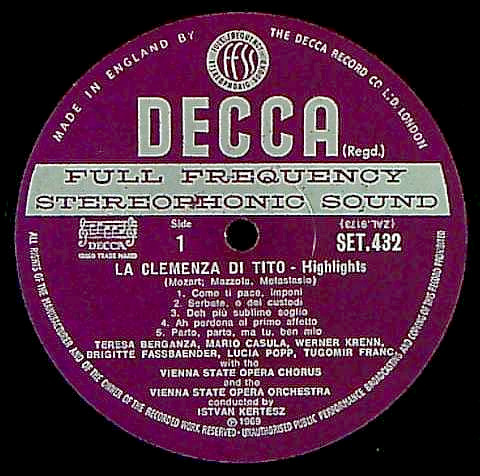 MADE IN ENGLAND BY
THE DECCA RECORD CO. LTD. LONDON
FULL FREQUENCY
FFSS
STEREOPHONIC SOUND
DECCA
(Regd.)
FULL FREQUENCY
STEREOPHONIC SOUND
DECCA
Side
1
(ZAL.9173)
SET.432
LA CLEMENZA DI TITO - Highlights
(Mozart; Mazzola, Metastasio)
1. Come ti pace, imponi
2. Serbate, o dei custodi
3. Deh più sublime soglio
4. Ah perdona al primo affetto
5. Parto, parto, ma tu, ben mio
TERESA BERGANZA, MARIO CASULA, WERNER KRENN,
BRIGITTE FASSBAENDER, LUCIA POPP, TUGOMIR FRANC
with the
VIENNA STATE OPERA CHORUS
and the
VIENNA STATE OPERA ORCHESTRA
conducted by
ISTVAN KERTESZ
℗ 1969
ALL RIGHTS OF THE MANUFACTURER AND OF THE OWNER OF THE RECORDED WORK RESERVED · UNAUTHORISED PUBLIC PERFORMANCE BROADCASTING AND COPYING OF THIS RECORD PROHIBITED